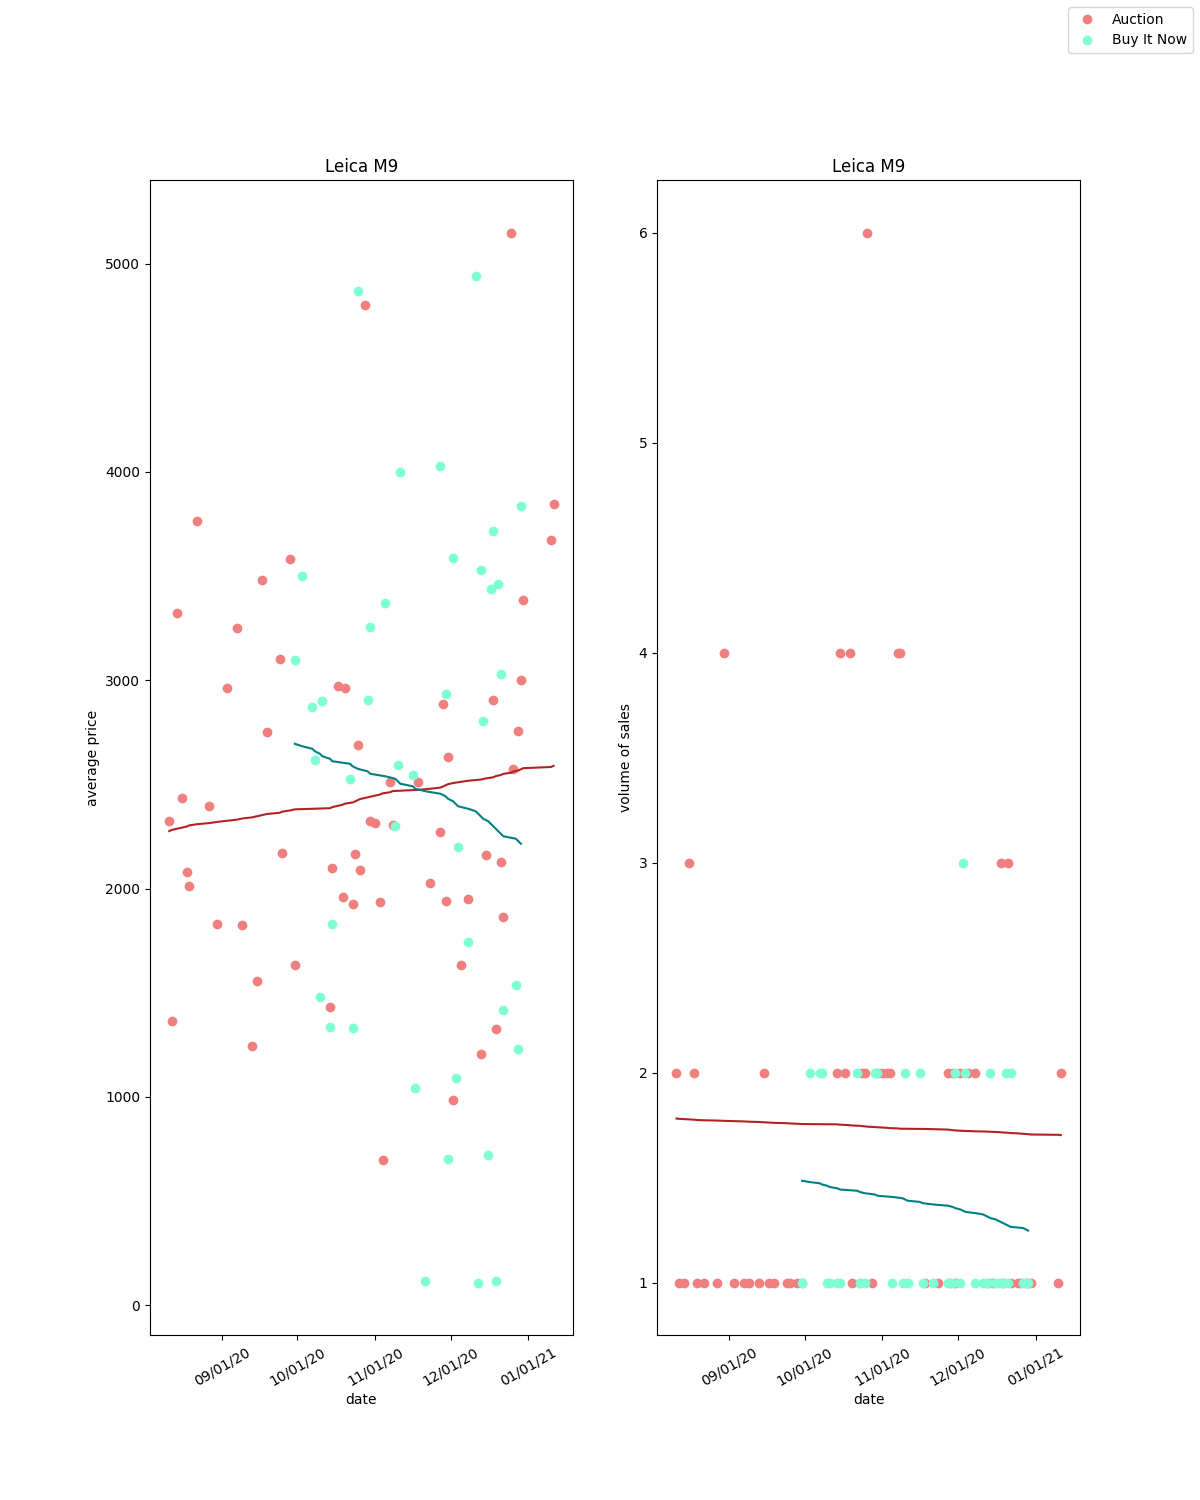 Auction
Buy It Now
Leica M9
5000
4000
3000
2000
1000
0
average price
09/01/20
10/01/20
11/01/20
12/01/20
01/01/21
date
Leica M9
6
5
4
3
2
1
volume of sales
09/01/20
10/01/20
11/01/20
12/01/20
01/01/21
date